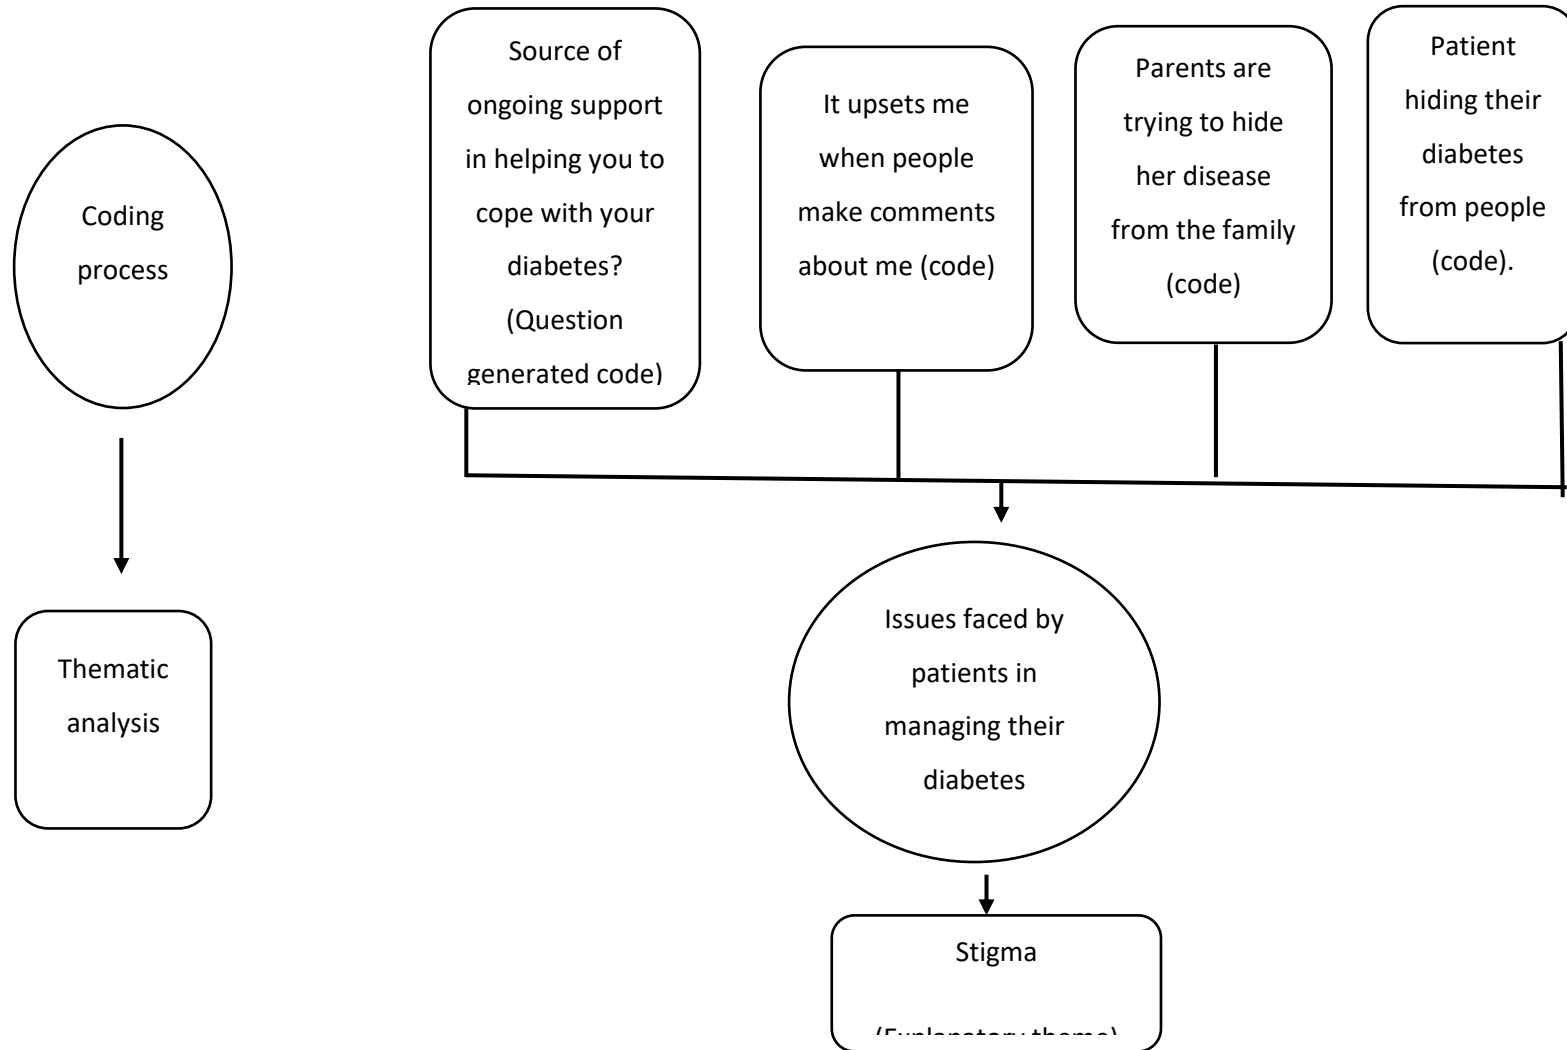 Coding
process
Thematic
analysis
Source of
ongoing support
in helping you to
cope with your
diabetes?
(Question
generated code)
It upsets me
when people
make comments
about me (code)
Parents are
trying to hide
her disease
from the family
(code)
Patient
hiding their
diabetes
from people
(code).
Issues faced by
patients in
managing their
diabetes
Stigma
(Explanatory theme)